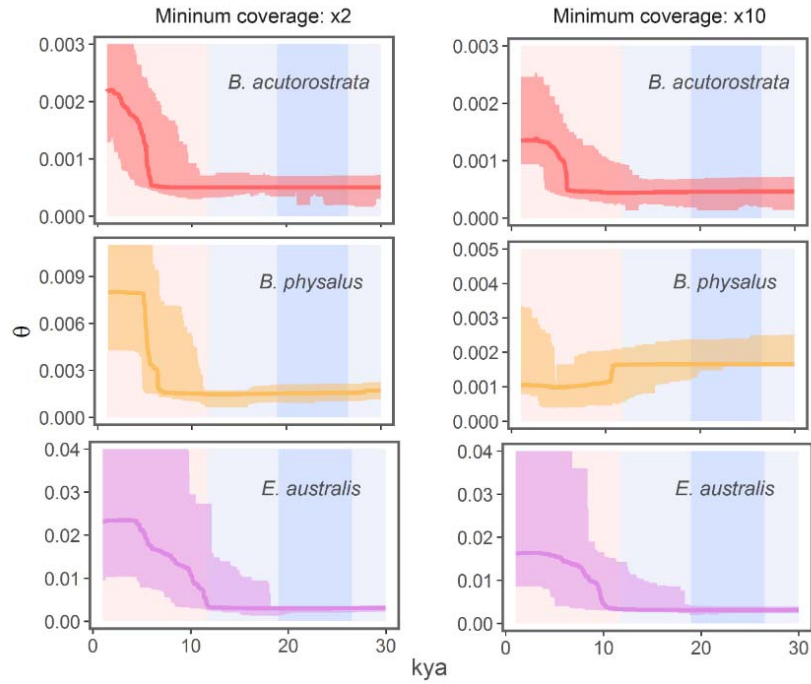 Mininum coverage: x2
Minimum coverage: x10
0.003
0.002
0.001
0.000
B. acutorostrata
0.003
0.002
0.001
0.000
B. acutorostrata
0.009
0.006
0.003
0.000
B. physalus
0.005
0.004
0.003
0.002
0.001
0.000
B. physalus
θ
0.04
0.03
0.02
0.01
0.00
E. australis
0.04
0.03
0.02
0.01
0.00
E. australis
0 10 20 30
0 10 20 30
kya